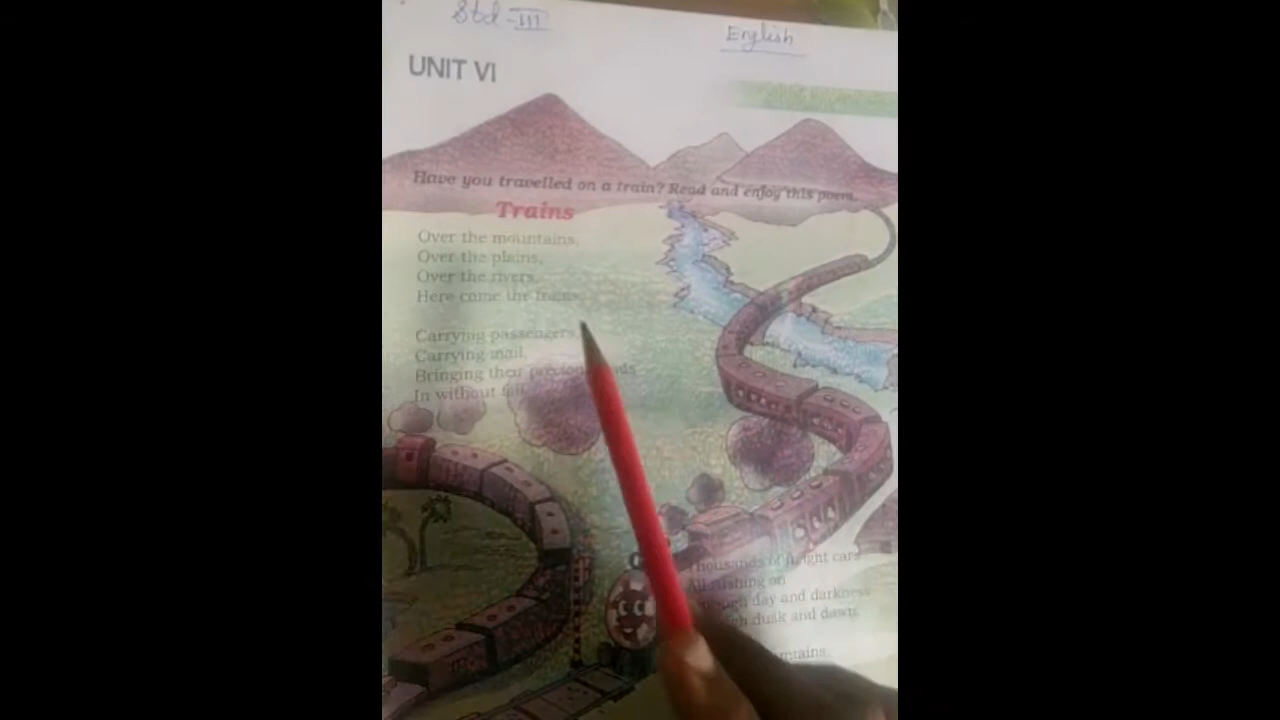 Std - III
English
UNIT VI
Have you travelled on a train? Read and enjoy this poem.
Trains
Over the mountains,
Over the plains,
Over the rivers,
Here come the trains.
Carrying passengers,
Carrying mail,
Bringing their precious
In without fail.
Thousands of freight cars
All rushing on
day and darkness
dusk and dawn.